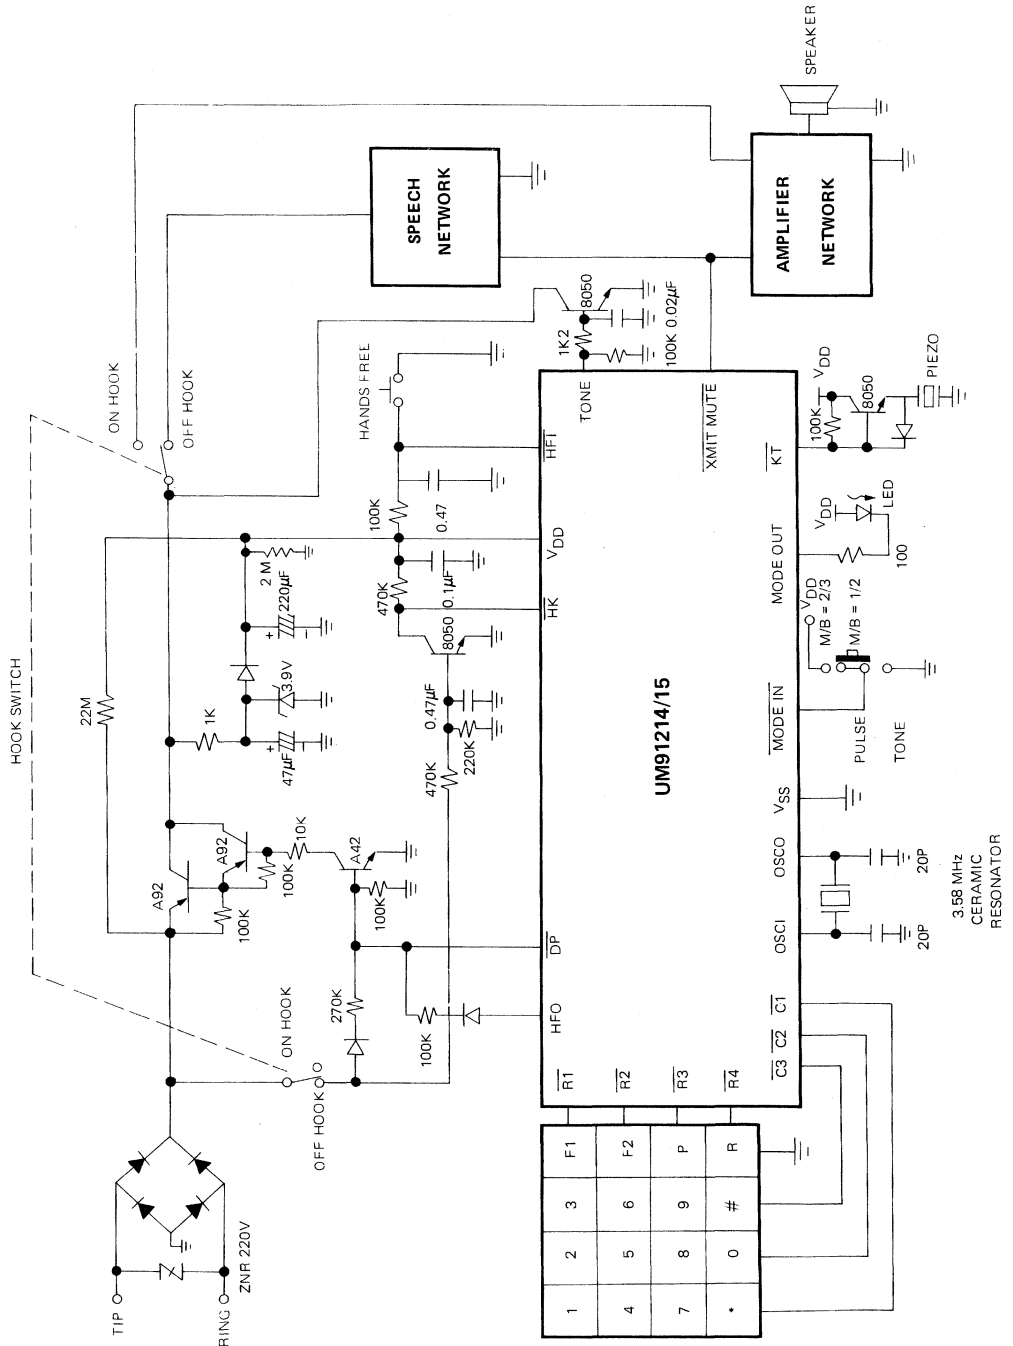 HOOK SWITCH
ON HOOK
OFF HOOK
22M
1K
47µF
+
3.9V
+
220µF
2 M
A92
A92
100K
100K
10K
A42
100K
TIP
RING
ZNR 220V
ON HOOK
OFF HOOK
270K
100K
470K
220K
0.47µF
8050
470K
0.1µF
100K
0.47
HANDS FREE
SPEECH
NETWORK
AMPLIFIER
NETWORK
SPEAKER
1K2
8050
100K
0.02µF
HFO
DP
HK
VDD
HFI
TONE
UM91214/15
R1
R2
R3
R4
C3
C2
C1
OSCI
OSCO
VSS
MODE IN
MODE OUT
KT
XMIT MUTE
1
2
3
F1
4
5
6
F2
7
8
9
P
*
0
#
R
20P
20P
3.58 MHz
CERAMIC
RESONATOR
PULSE
TONE
VDD
M/B = 2/3
M/B = 1/2
VDD
LED
100
VDD
100K
8050
PIEZO